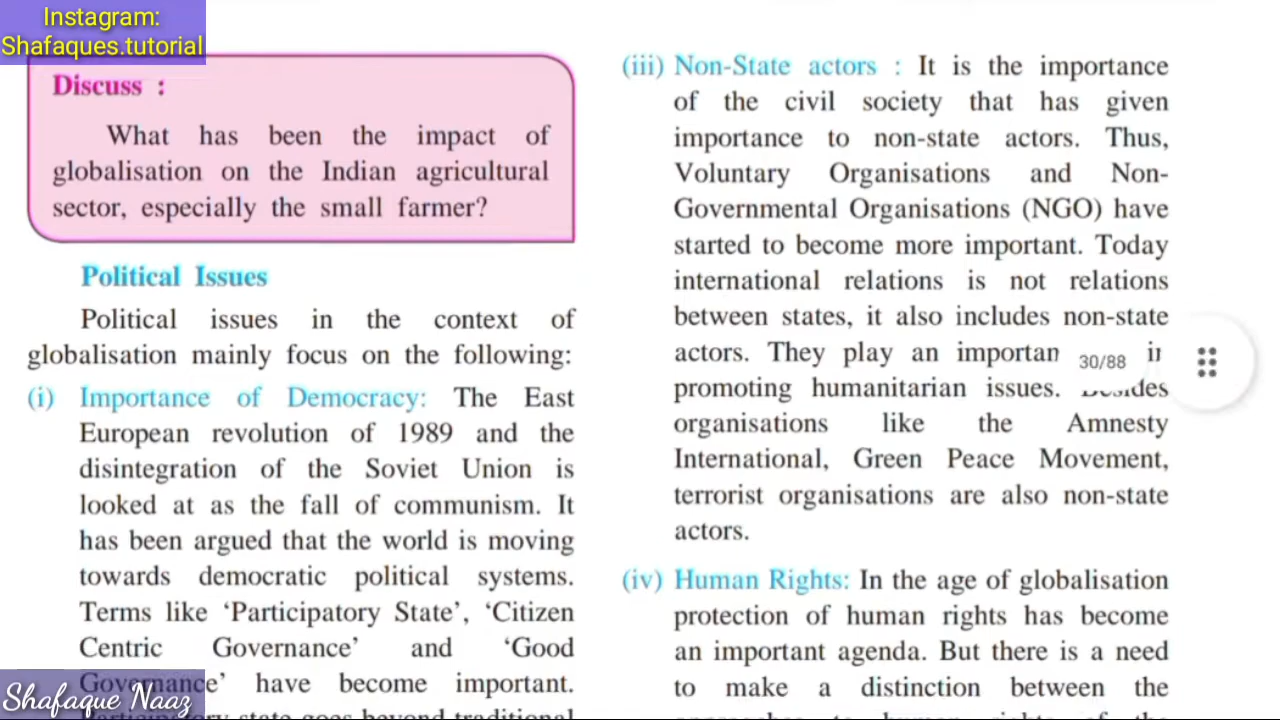 Instagram:
Shafaques.tutorial
Discuss :
What has been the impact of
globalisation on the Indian agricultural
sector, especially the small farmer?
Political Issues
Political issues in the context of
globalisation mainly focus on the following:
(i) Importance of Democracy: The East
European revolution of 1989 and the
disintegration of the Soviet Union is
looked at as the fall of communism. It
has been argued that the world is moving
towards democratic political systems.
Terms like ‘Participatory State’, ‘Citizen
Centric Governance’ and ‘Good
Governance’ have become important.
state goes beyond traditional
Shafaque Naaz
(iii) Non-State actors : It is the importance
of the civil society that has given
importance to non-state actors. Thus,
Voluntary Organisations and Non-
Governmental Organisations (NGO) have
started to become more important. Today
international relations is not relations
between states, it also includes non-state
actors. They play an importan
promoting humanitarian issues.
organisations like the Amnesty
International, Green Peace Movement,
terrorist organisations are also non-state
actors.
30/88
(iv) Human Rights: In the age of globalisation
protection of human rights has become
an important agenda. But there is a need
to make a distinction between the